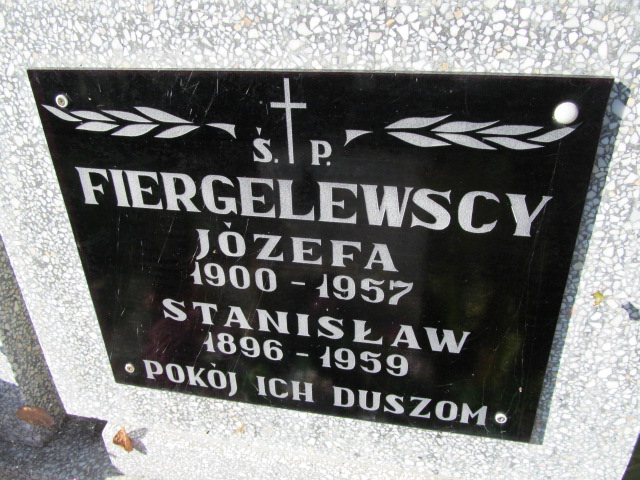 Ś. P.
FIERGELEWSCY
JÓZEFA
1900 - 1957
STANISŁAW
1896 - 1959
POKÓJ ICH DUSZOM